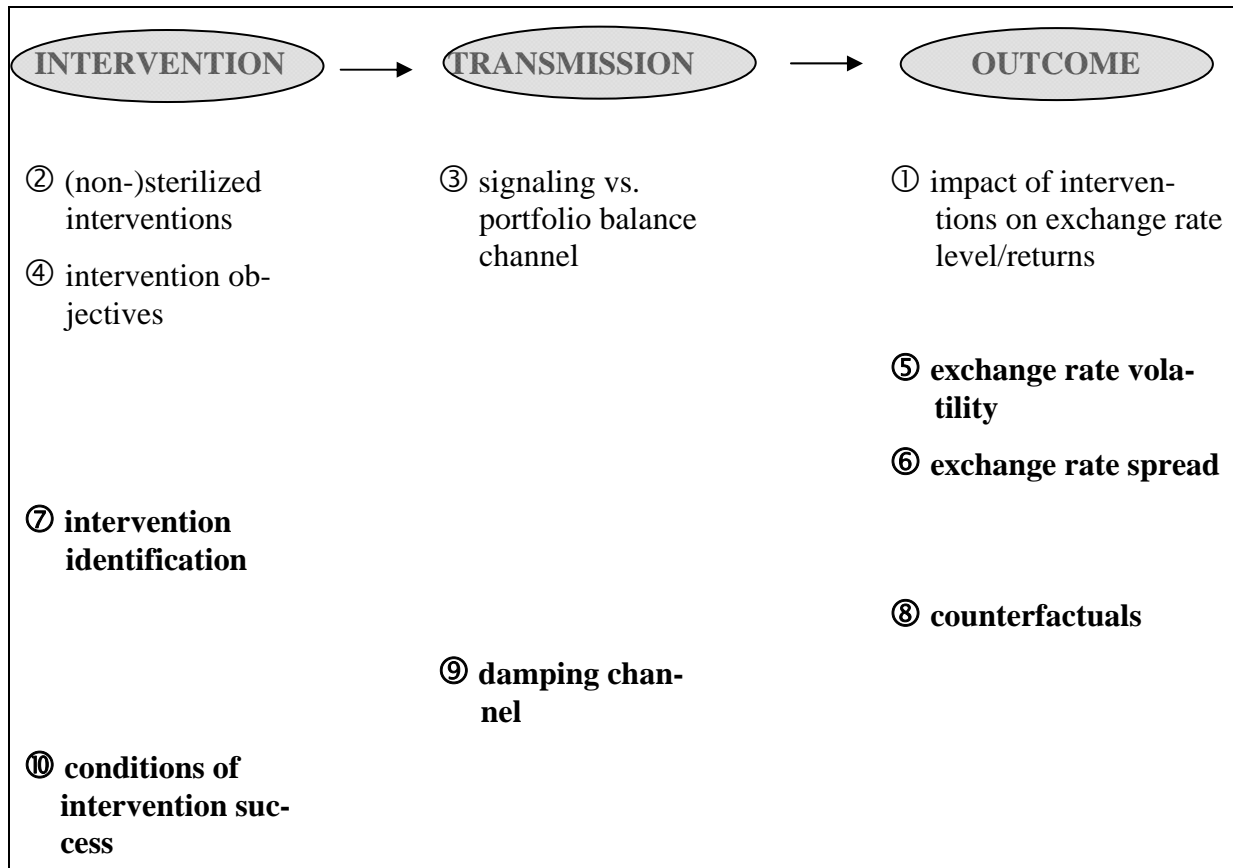 INTERVENTION
TRANSMISSION
OUTCOME
② (non-)sterilized
interventions
③ signaling vs.
portfolio balance
channel
① impact of interven-
tions on exchange rate
level/returns
④ intervention ob-
jectives
⑤ exchange rate vola-
tility
⑥ exchange rate spread
⑦ intervention
identification
⑧ counterfactuals
⑨ damping chan-
nel
⑩ conditions of
intervention suc-
cess